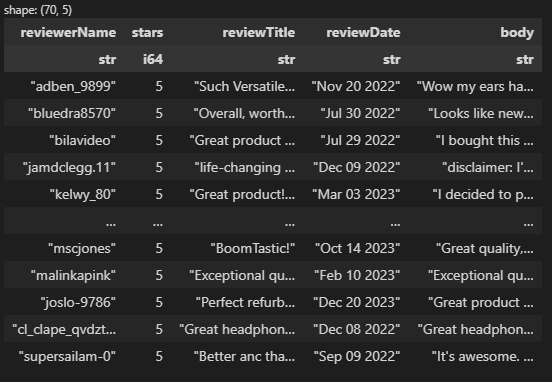 shape: (70, 5)
reviewerName stars reviewTitle reviewDate body
str i64 str str str
"adben_9899" 5 "Such Versatile... "Nov 20 2022" "Wow my ears ha...
"bluedra8570" 5 "Overall, worth... "Jul 30 2022" "Looks like new...
"bilavideo" 5 "Great product ... "Jul 29 2022" "I bought this ...
"jamdclegg.11" 5 "life-changing ... "Dec 09 2022" "disclaimer: I'...
"kelwy_80" 5 "Great product!... "Mar 03 2023" "I decided to p...
... ... ... ... ...
"mscjones" 5 "BoomTastic!" "Oct 14 2023" "Great quality,...
"malinkapink" 5 "Exceptional qu... "Feb 10 2023" "Exceptional qu...
"joslo-9786" 5 "Perfect refurb... "Dec 20 2023" "Great product ...
"cl_clape_qvdzt... 5 "Great headphon... "Dec 08 2022" "Great headphon...
"supersailam-0" 5 "Better anc tha... "Sep 09 2022" "It's awesome. ...